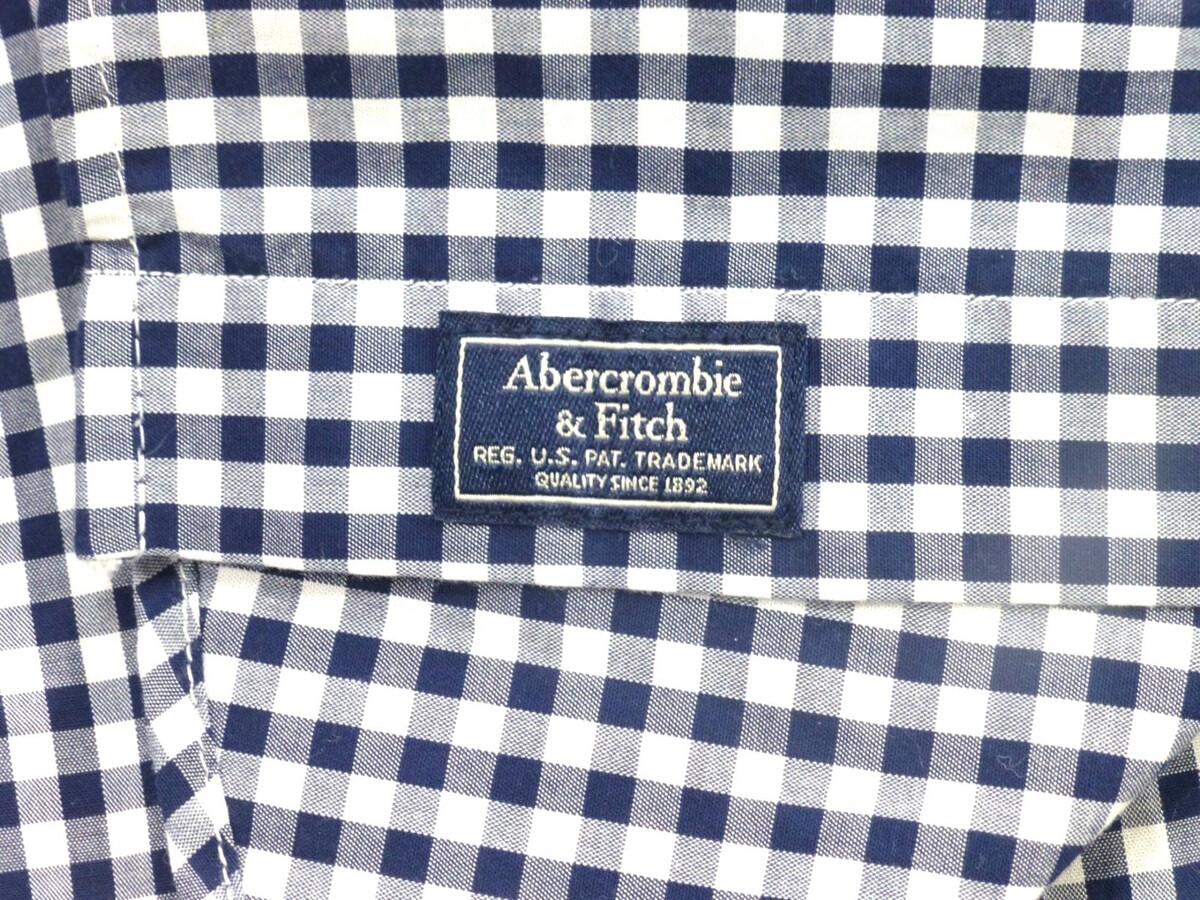 Abercrombie
& Fitch
REG. U.S. PAT. TRADEMARK
QUALITY SINCE 1892